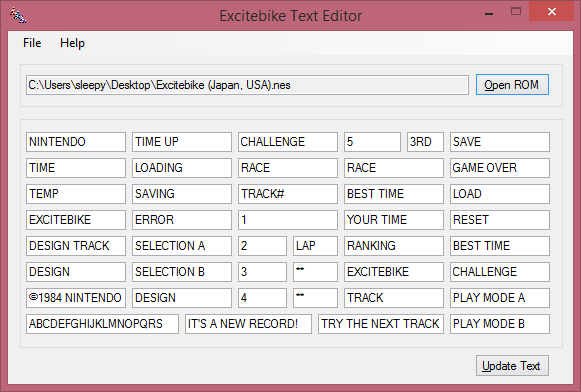 Excitebike Text Editor
File Help
C:\Users\sleepy\Desktop\Excitebike (Japan, USA).nes Open ROM
NINTENDO TIME UP CHALLENGE 5 3RD SAVE
TIME LOADING RACE RACE GAME OVER
TEMP SAVING TRACK# BEST TIME LOAD
EXCITEBIKE ERROR 1 YOUR TIME RESET
DESIGN TRACK SELECTION A 2 LAP RANKING BEST TIME
DESIGN SELECTION B 3 ** EXCITEBIKE CHALLENGE
©1984 NINTENDO DESIGN 4 ** TRACK PLAY MODE A
ABCDEFGHIJKLMNOPQRS IT'S A NEW RECORD! TRY THE NEXT TRACK PLAY MODE B
Update Text